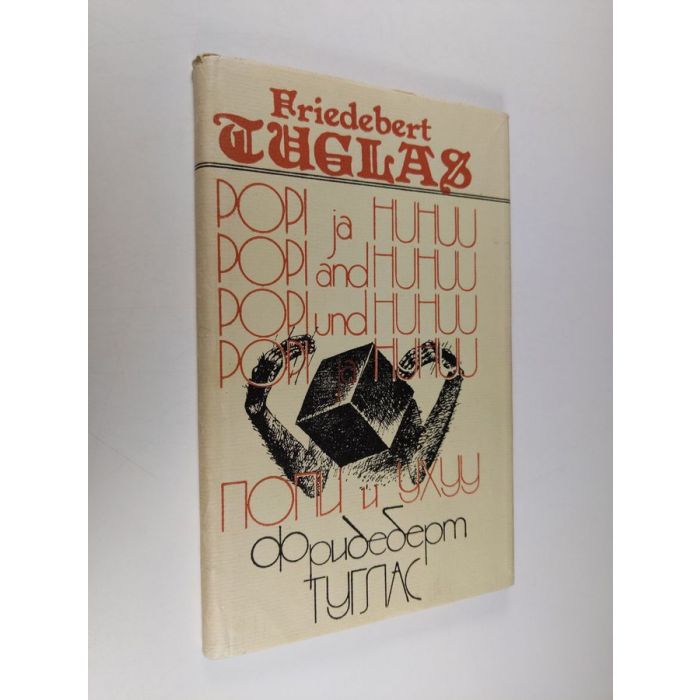 Friedebert
TUGLAS
POPI ja HUHUU
POPI and HUHUU
POPI und HUHUU
POPI ja HUHUU
ПОПИ и УХУУ
Фридеберт
ТУГЛАС